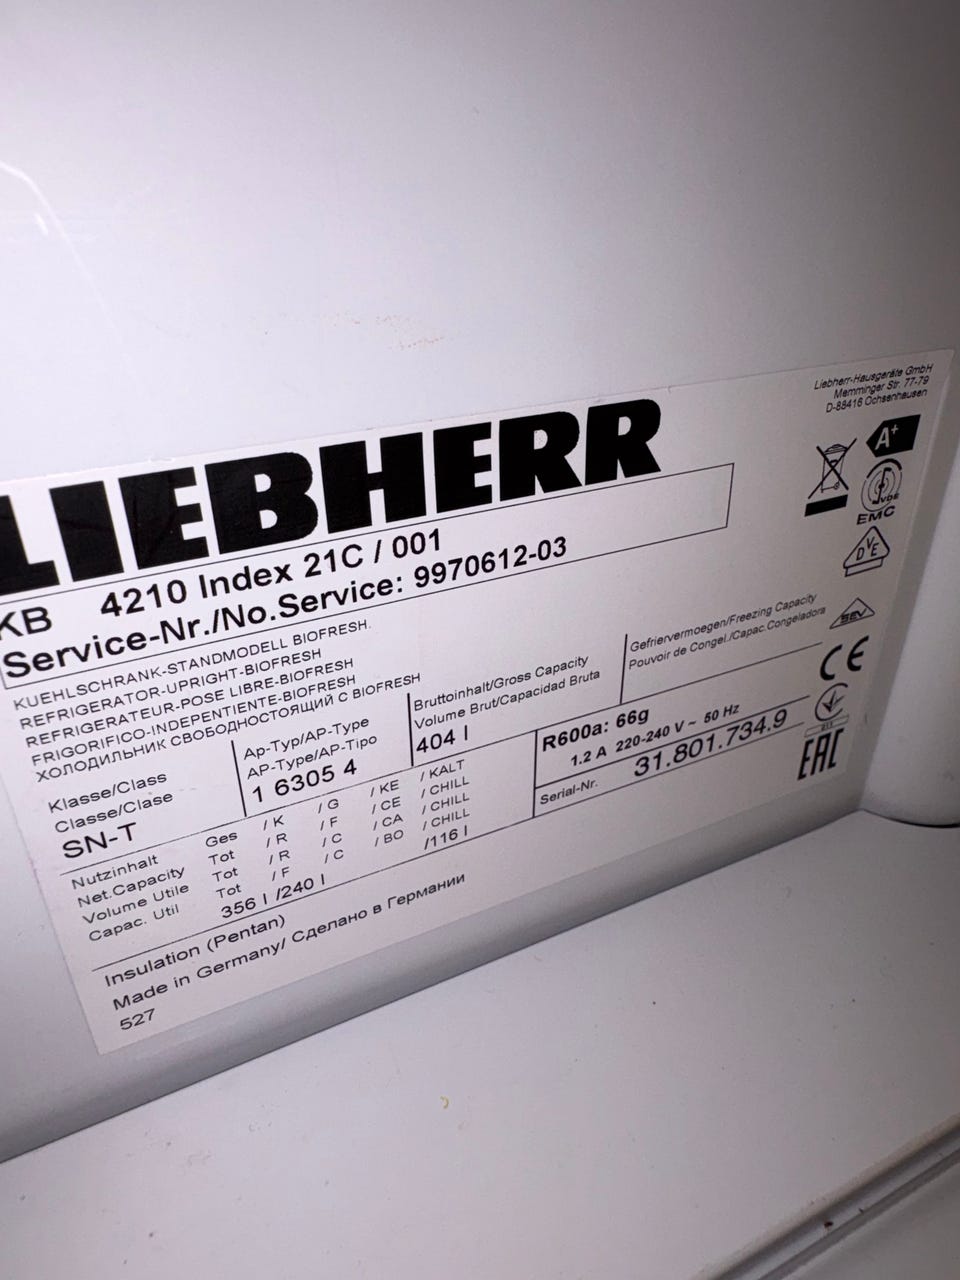 Liebherr-Hausgeräte GmbH
Memminger Str. 77-79
D-88416 Ochsenhausen
LIEBHERR
A+
KB 4210 Index 21C / 001
Service-Nr./No.Service: 9970612-03
VDE
EMC
DVE
SEV
CE
EAC
KUEHLSCHRANK-STANDMODELL BIOFRESH.
REFRIGERATOR-UPRIGHT-BIOFRESH
REFRIGERATEUR-POSE LIBRE-BIOFRESH
FRIGORIFICO-INDEPENTIENTE-BIOFRESH
ХОЛОДИЛЬНИК СВОБОДНОСТОЯЩИЙ С BIOFRESH
Klasse/Class
Classe/Clase
SN-T
Ap-Typ/AP-Type
AP-Type/AP-Tipo
1 6305 4
Bruttoinhalt/Gross Capacity
Volume Brut/Capacidad Bruta
404 l
Gefriervermoegen/Freezing Capacity
Pouvoir de Congel./Capac.Congeladora
Nutzinhalt Ges / K / G / KE / KALT
Net.Capacity Tot / R / F / CE / CHILL
Volume Utile Tot / R / C / CA / CHILL
Capac. Util Tot / F / C / BO / CHILL
356 l /240 l /116 l
R600a: 66g
1.2 A 220-240 V ~ 50 Hz
Serial-Nr. 31.801.734.9
Insulation (Pentan)
Made in Germany/ Сделано в Германии
527